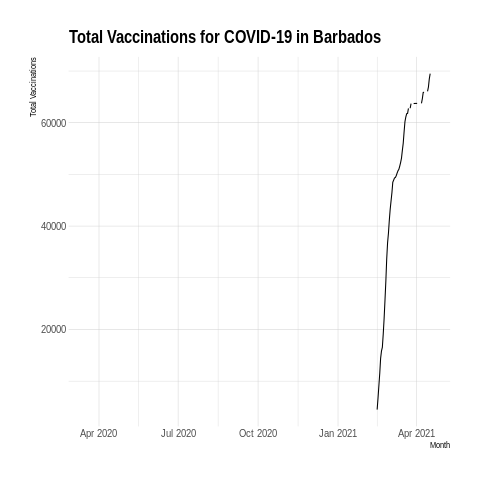 Total Vaccinations for COVID-19 in Barbados
Total Vaccinations
60000
40000
20000
Apr 2020 Jul 2020 Oct 2020 Jan 2021 Apr 2021
Month